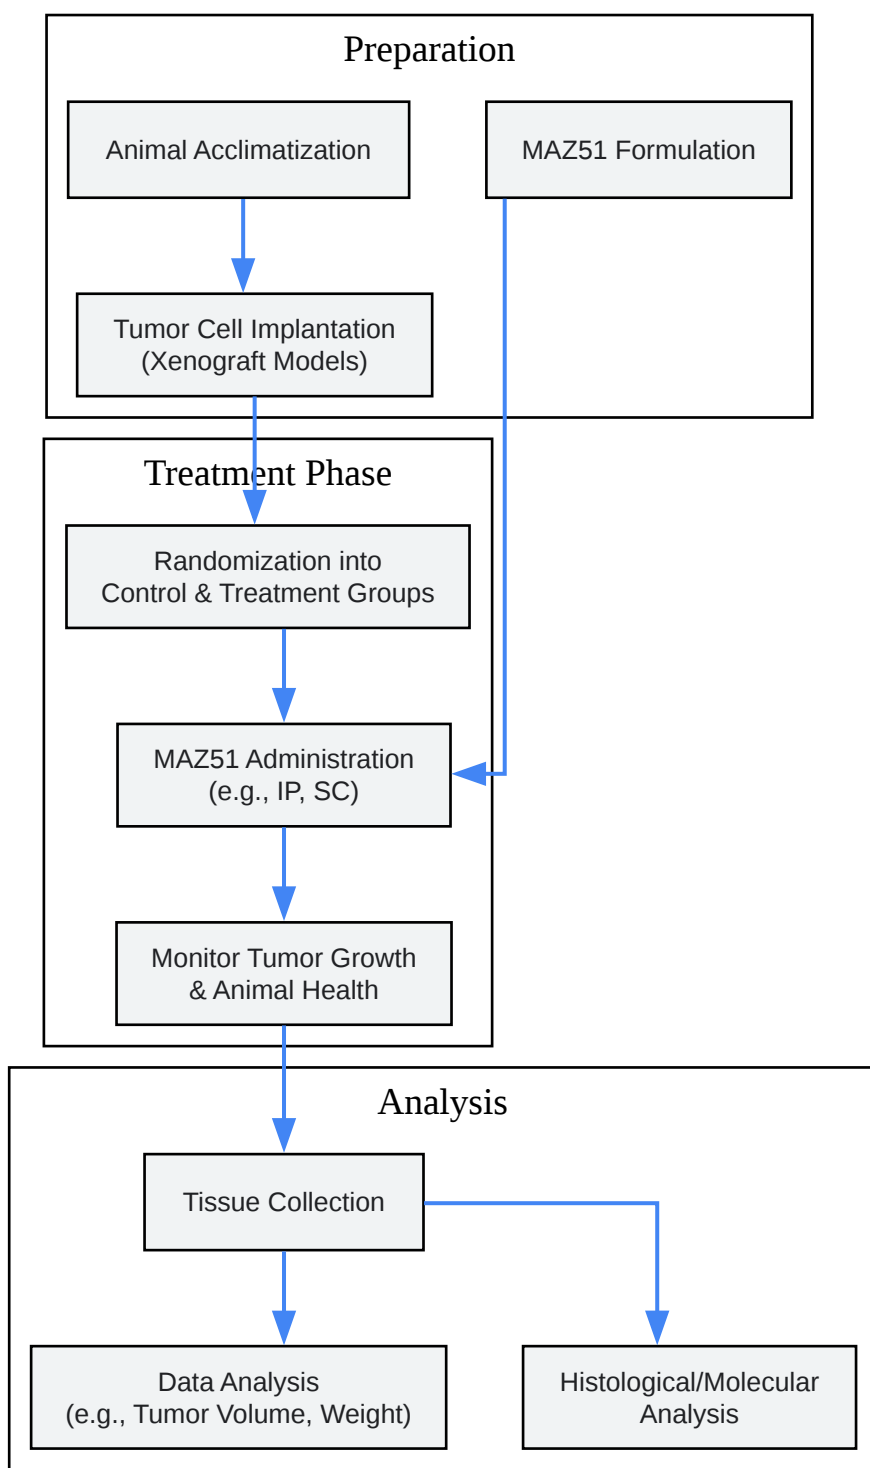 Preparation
Animal Acclimatization
MAZ51 Formulation
Tumor Cell Implantation
(Xenograft Models)
Treatment Phase
Randomization into
Control & Treatment Groups
MAZ51 Administration
(e.g., IP, SC)
Monitor Tumor Growth
& Animal Health
Analysis
Tissue Collection
Data Analysis
(e.g., Tumor Volume, Weight)
Histological/Molecular
Analysis